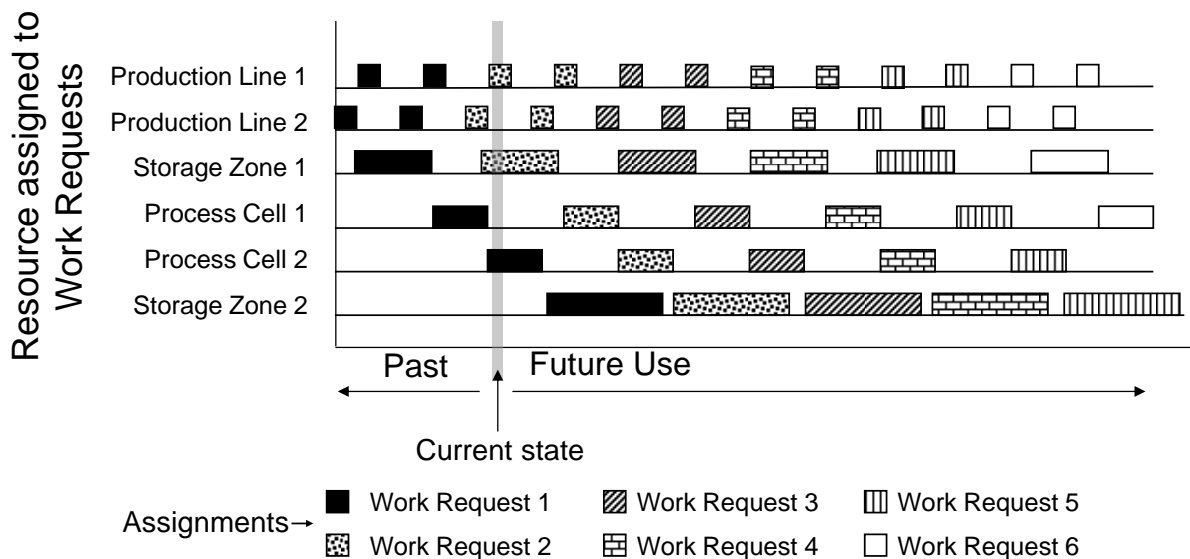 Resource assigned to
Work Requests
Production Line 1
Production Line 2
Storage Zone 1
Process Cell 1
Process Cell 2
Storage Zone 2
Past
Future Use
Current state
Assignments
Work Request 1
Work Request 3
Work Request 5
Work Request 2
Work Request 4
Work Request 6